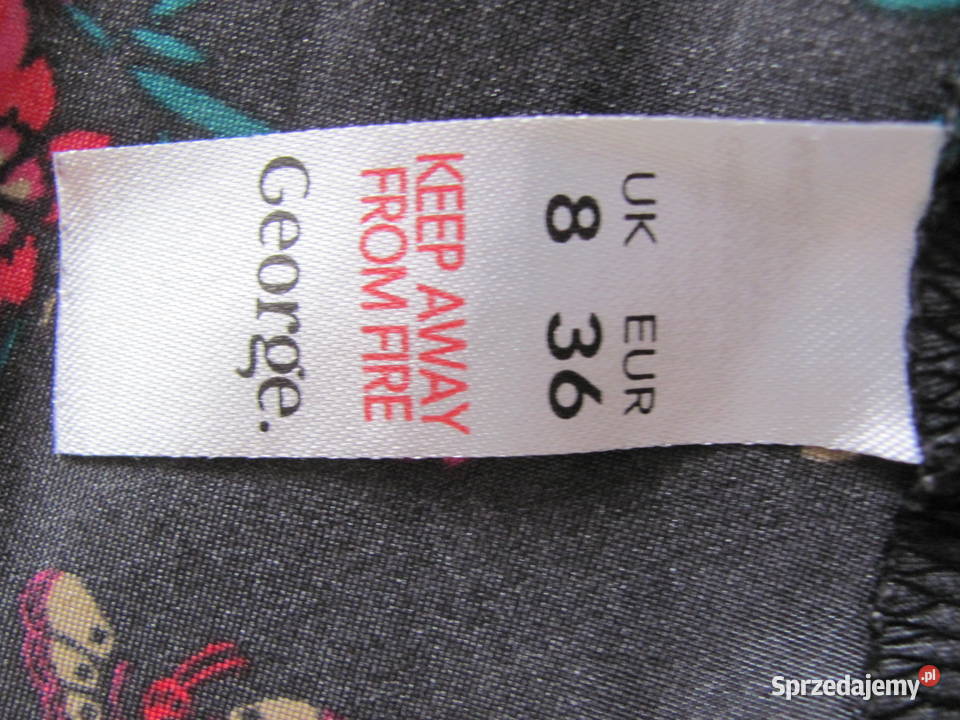 UK EUR
8 36
KEEP AWAY
FROM FIRE
George.
Sprzedajemy.pl